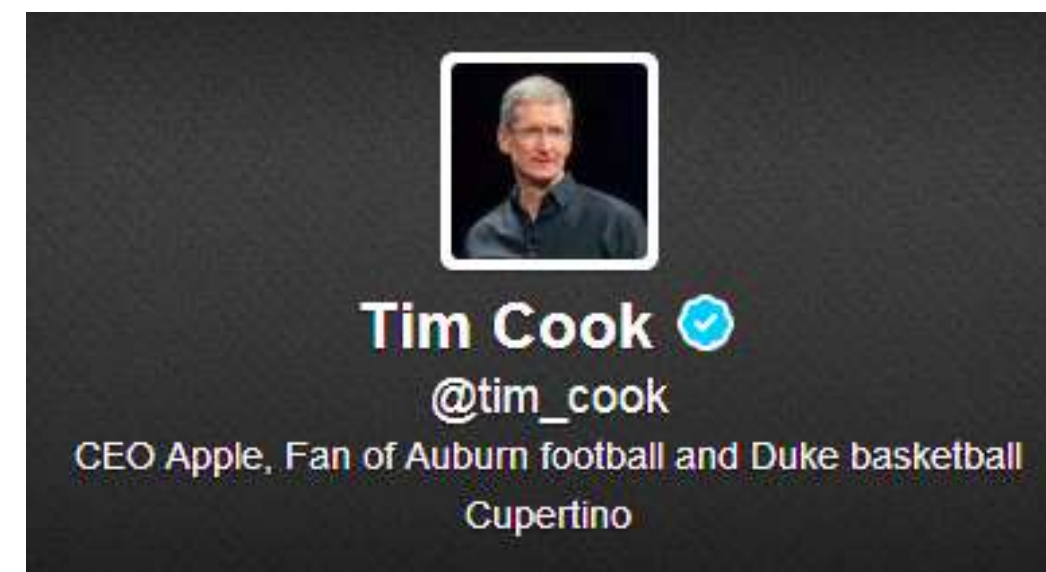 Tim Cook
@tim_cook
CEO Apple, Fan of Auburn football and Duke basketball
Cupertino